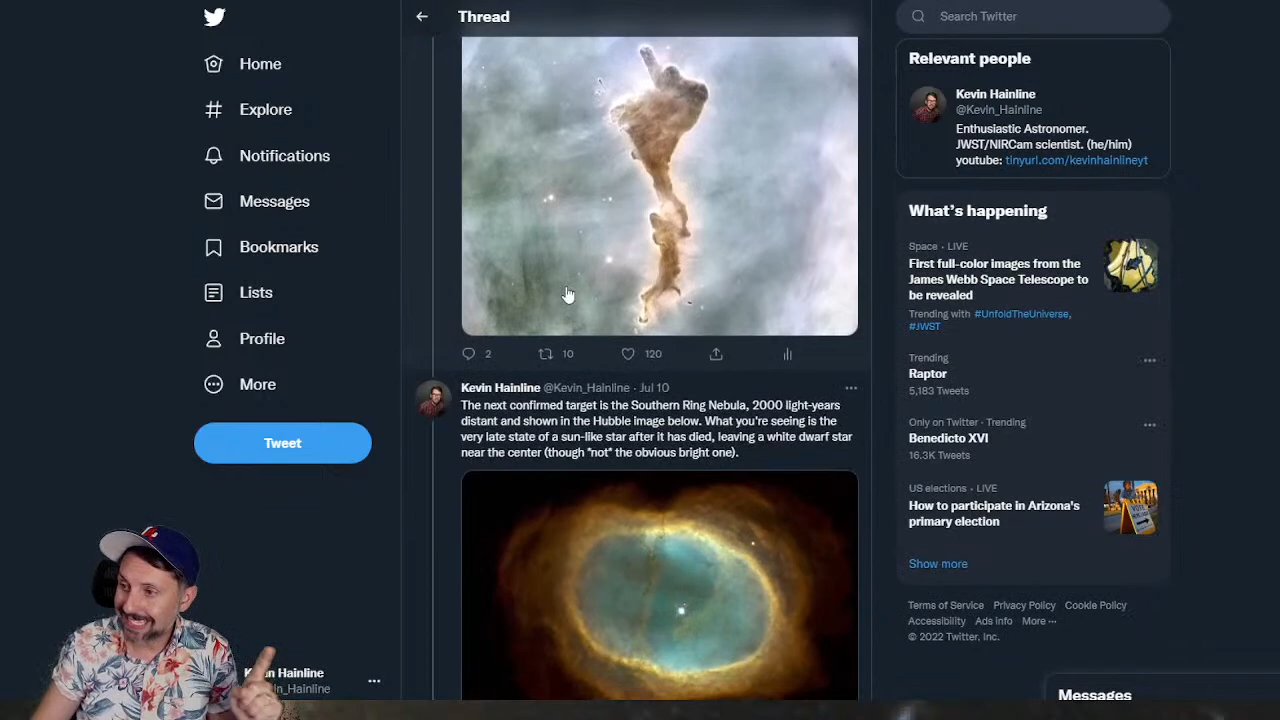 Home
Explore
Notifications
Messages
Bookmarks
Lists
Profile
More
Tweet
Hainline
_Hainline
Thread
2
10
120
Kevin Hainline @Kevin_Hainline · Jul 10
The next confirmed target is the Southern Ring Nebula, 2000 light-years
distant and shown in the Hubble image below. What you're seeing is the
very late state of a sun-like star after it has died, leaving a white dwarf star
near the center (though *not* the obvious bright one).
Search Twitter
Relevant people
Kevin Hainline
@Kevin_Hainline
Enthusiastic Astronomer.
JWST/NIRCam scientist. (he/him)
youtube: tinyurl.com/kevinhainlineyt
What's happening
Space · LIVE
First full-color images from the
James Webb Space Telescope to
be revealed
Trending with #UnfoldTheUniverse,
#JWST
Trending
Raptor
5,183 Tweets
Only on Twitter · Trending
Benedicto XVI
16.3K Tweets
US elections · LIVE
How to participate in Arizona's
primary election
Show more
Terms of Service Privacy Policy Cookie Policy
Accessibility Ads info More ···
© 2022 Twitter, Inc.
Messages